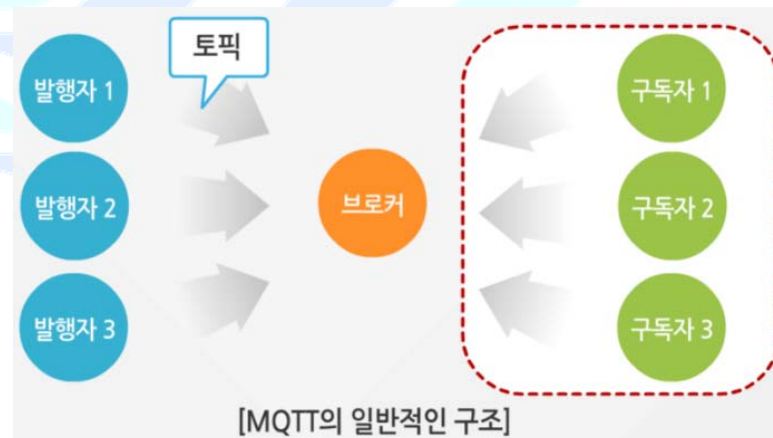 토픽
발행자 1
구독자 1
발행자 2
브로커
구독자 2
발행자 3
구독자 3
[MQTT의 일반적인 구조]